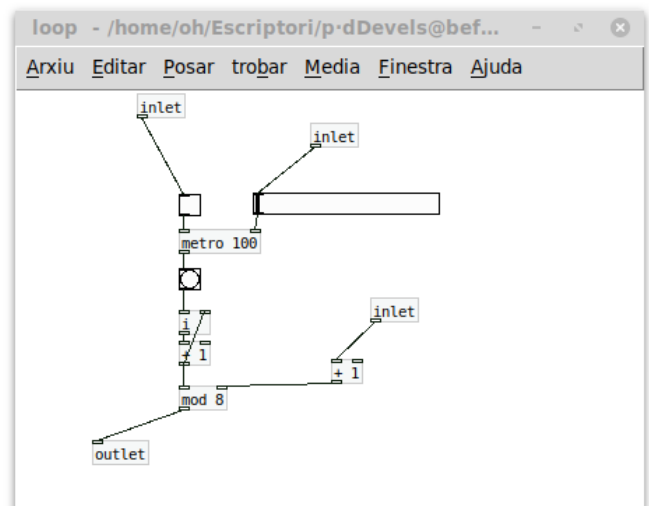 loop - /home/oh/Escriptori/p·dDevels@bef...
Arxiu Editar Posar trobar Media Finestra Ajuda
inlet
inlet
metro 100
inlet
i
+ 1
+ 1
mod 8
outlet